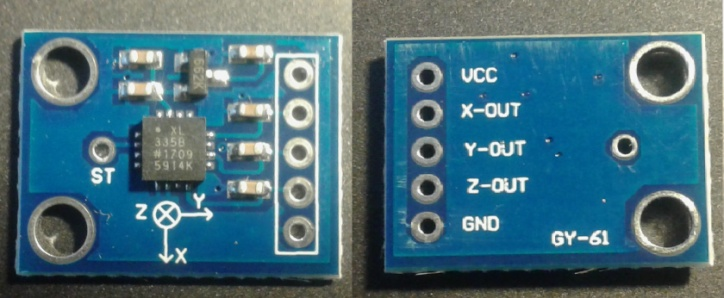 XL
335B
#1709
5914K
ST
Z
Y
X
VCC
X-OUT
Y-OUT
Z-OUT
GND
GY-61